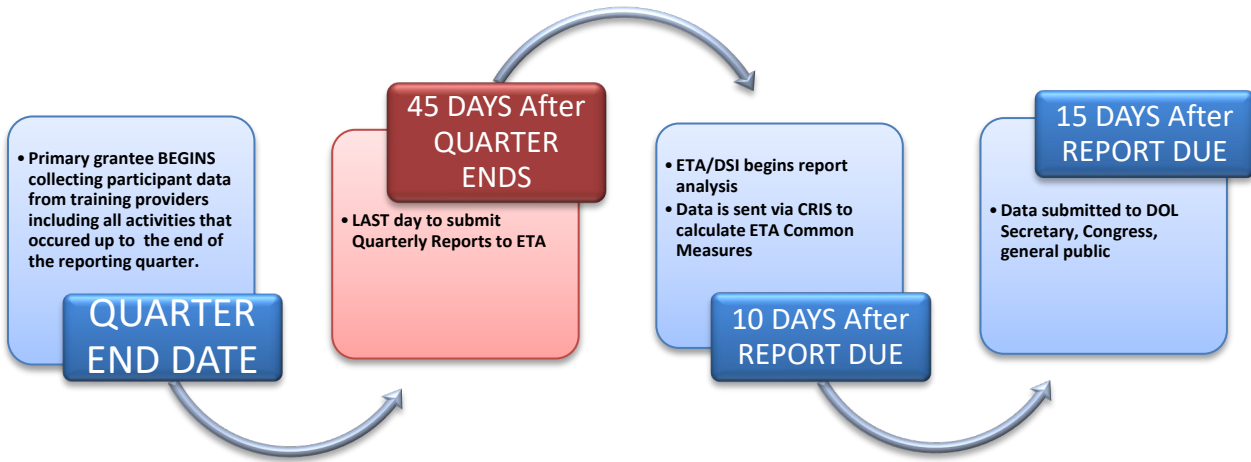 • Primary grantee BEGINS
collecting participant data
from training providers
including all activities that
occured up to the end of
the reporting quarter.
QUARTER
END DATE
45 DAYS After
QUARTER
ENDS
• LAST day to submit
Quarterly Reports to ETA
• ETA/DSI begins report
analysis
• Data is sent via CRIS to
calculate ETA Common
Measures
10 DAYS After
REPORT DUE
15 DAYS After
REPORT DUE
• Data submitted to DOL
Secretary, Congress,
general public